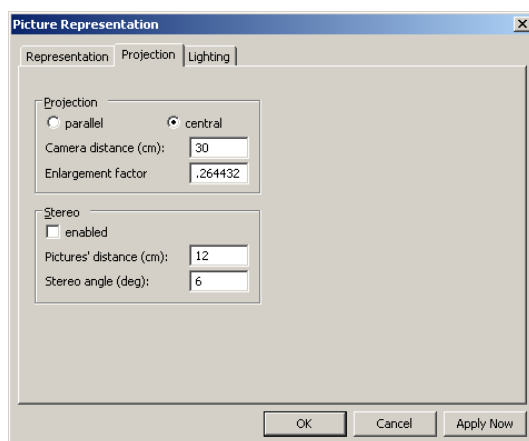 Picture Representation
Representation Projection Lighting
Projection
parallel central
Camera distance (cm): 30
Enlargement factor .264432
Stereo
enabled
Pictures' distance (cm): 12
Stereo angle (deg): 6
OK Cancel Apply Now